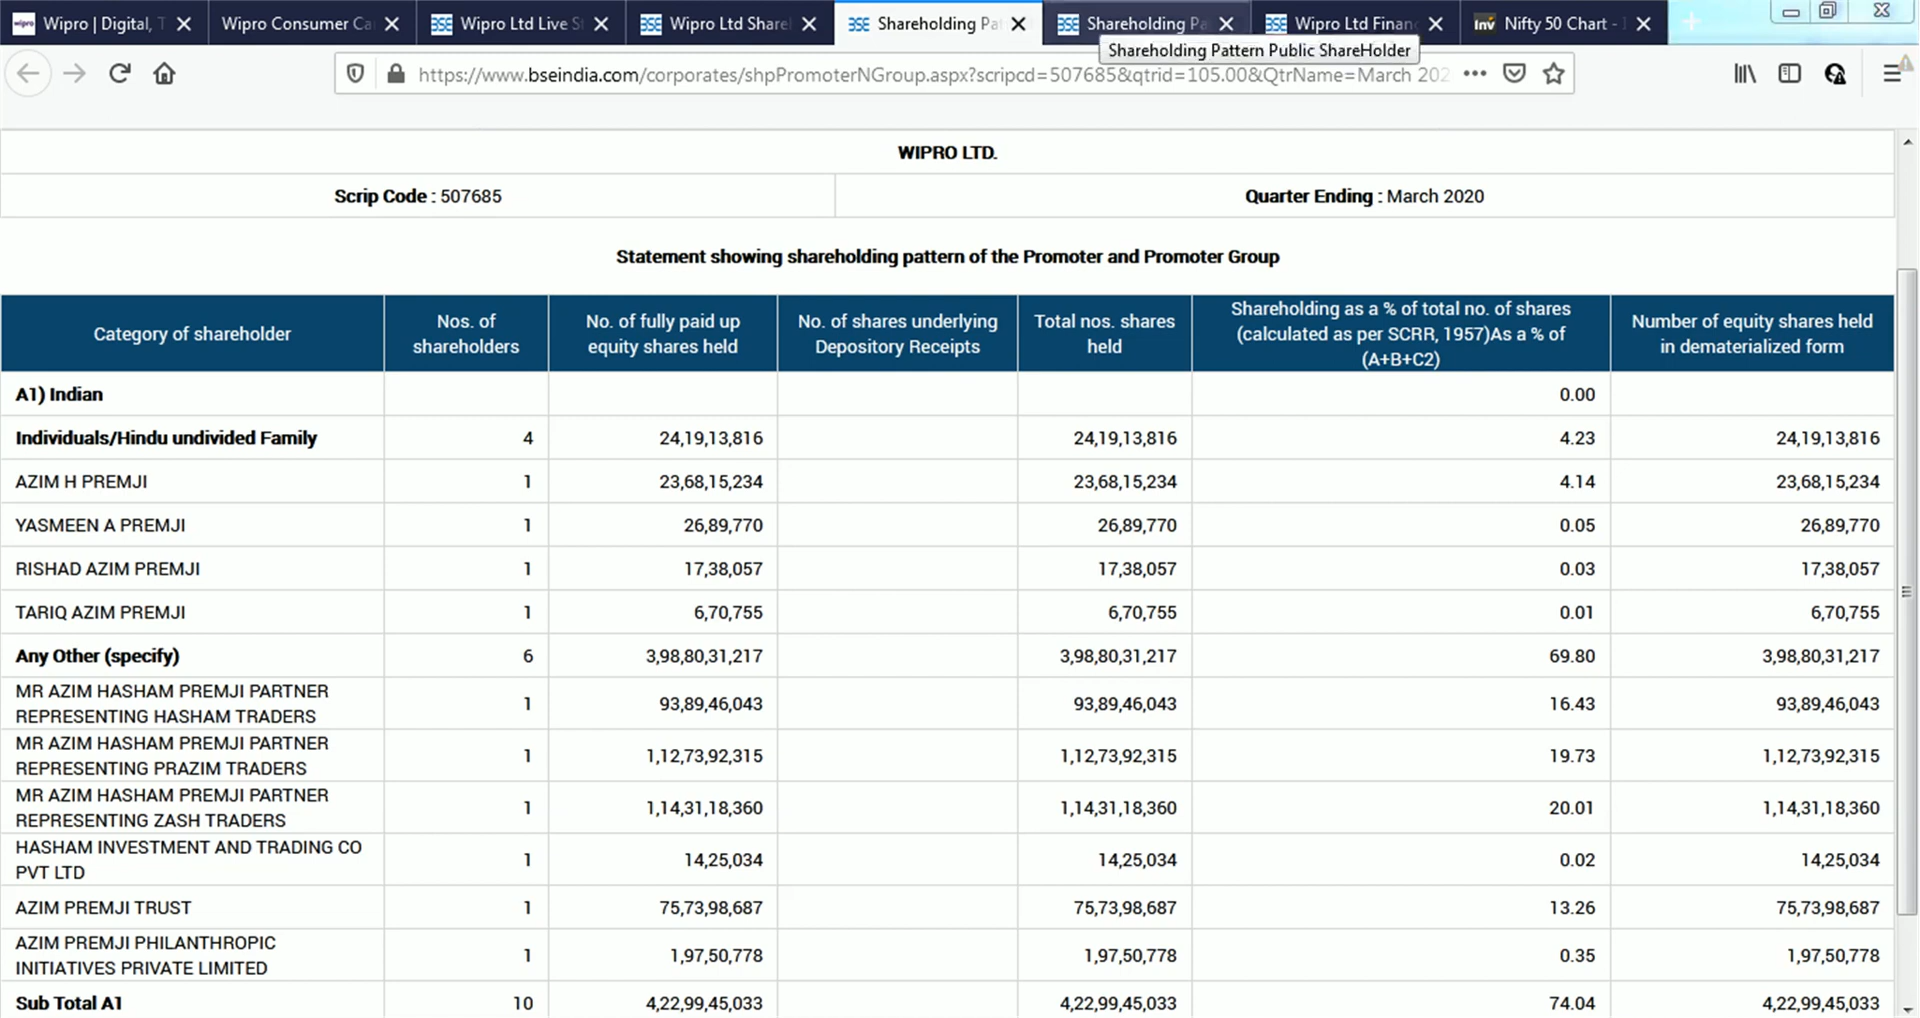 Wipro | Digital, T
Wipro Consumer Ca
Wipro Ltd Live S
Wipro Ltd Share
Shareholding Pa
Shareholding Pa
Wipro Ltd Financ
Nifty 50 Chart -
Shareholding Pattern Public ShareHolder
https://www.bseindia.com/corporates/shpPromoterNGroup.aspx?scripcd=507685&qtrid=105.00&QtrName=March 202
WIPRO LTD.
Scrip Code : 507685
Quarter Ending : March 2020
Statement showing shareholding pattern of the Promoter and Promoter Group
Category of shareholder
Nos. of
shareholders
No. of fully paid up
equity shares held
No. of shares underlying
Depository Receipts
Total nos. shares
held
Shareholding as a % of total no. of shares
(calculated as per SCRR, 1957)As a % of
(A+B+C2)
Number of equity shares held
in dematerialized form
A1) Indian 0.00
Individuals/Hindu undivided Family 4 24,19,13,816 24,19,13,816 4.23 24,19,13,816
AZIM H PREMJI 1 23,68,15,234 23,68,15,234 4.14 23,68,15,234
YASMEEN A PREMJI 1 26,89,770 26,89,770 0.05 26,89,770
RISHAD AZIM PREMJI 1 17,38,057 17,38,057 0.03 17,38,057
TARIQ AZIM PREMJI 1 6,70,755 6,70,755 0.01 6,70,755
Any Other (specify) 6 3,98,80,31,217 3,98,80,31,217 69.80 3,98,80,31,217
MR AZIM HASHAM PREMJI PARTNER
REPRESENTING HASHAM TRADERS 1 93,89,46,043 93,89,46,043 16.43 93,89,46,043
MR AZIM HASHAM PREMJI PARTNER
REPRESENTING PRAZIM TRADERS 1 1,12,73,92,315 1,12,73,92,315 19.73 1,12,73,92,315
MR AZIM HASHAM PREMJI PARTNER
REPRESENTING ZASH TRADERS 1 1,14,31,18,360 1,14,31,18,360 20.01 1,14,31,18,360
HASHAM INVESTMENT AND TRADING CO
PVT LTD 1 14,25,034 14,25,034 0.02 14,25,034
AZIM PREMJI TRUST 1 75,73,98,687 75,73,98,687 13.26 75,73,98,687
AZIM PREMJI PHILANTHROPIC
INITIATIVES PRIVATE LIMITED 1 1,97,50,778 1,97,50,778 0.35 1,97,50,778
Sub Total A1 10 4,22,99,45,033 4,22,99,45,033 74.04 4,22,99,45,033